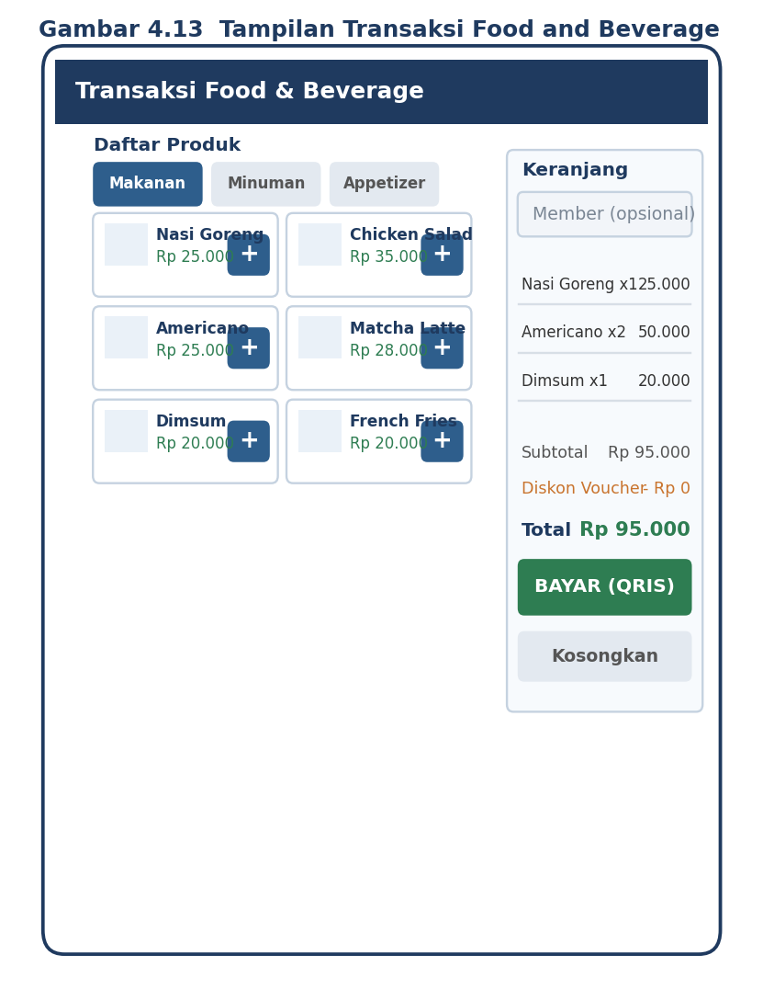 Gambar 4.13 Tampilan Transaksi Food and Beverage
Transaksi Food & Beverage
Daftar Produk
Makanan
Minuman
Appetizer
Nasi Goreng
Rp 25.000
+
Chicken Salad
Rp 35.000
+
Americano
Rp 25.000
+
Matcha Latte
Rp 28.000
+
Dimsum
Rp 20.000
+
French Fries
Rp 20.000
+
Keranjang
Member (opsional)
Nasi Goreng x1 25.000
Americano x2 50.000
Dimsum x1 20.000
Subtotal Rp 95.000
Diskon Voucher - Rp 0
Total Rp 95.000
BAYAR (QRIS)
Kosongkan